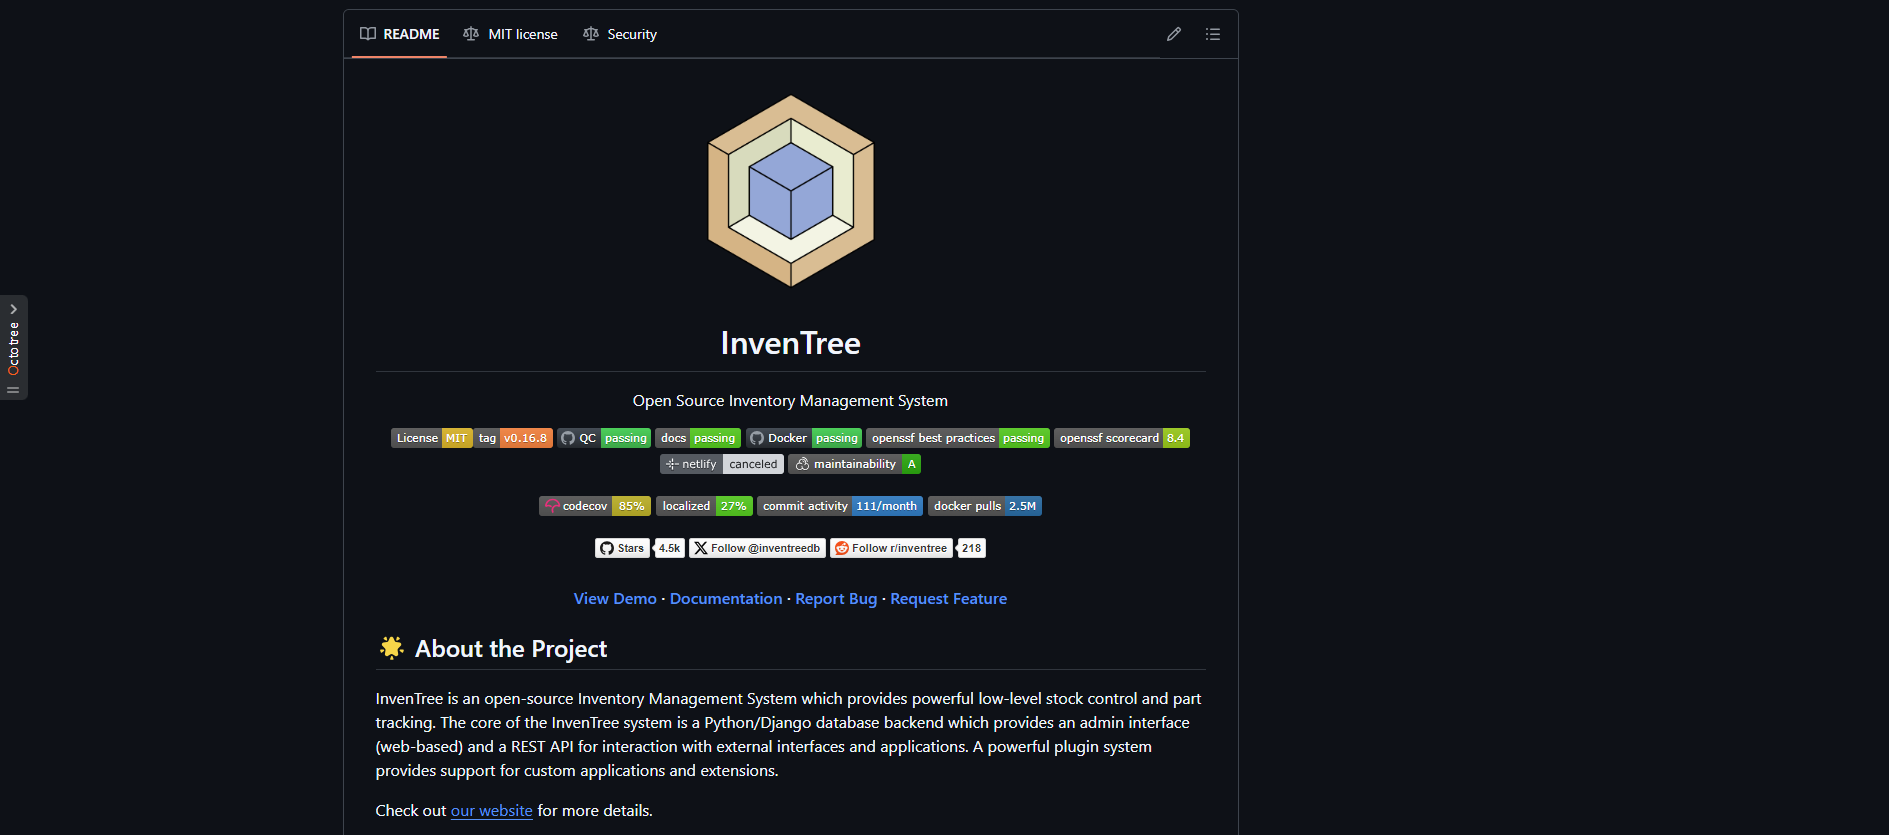 README MIT license Security
Octotree
InvenTree
Open Source Inventory Management System
License MIT tag v0.16.8 QC passing docs passing Docker passing openssf best practices passing openssf scorecard 8.4
netlify canceled maintainability A
codecov 85% localized 27% commit activity 111/month docker pulls 2.5M
Stars 4.5k Follow @inventreedb Follow r/inventree 218
View Demo · Documentation · Report Bug · Request Feature
About the Project
InvenTree is an open-source Inventory Management System which provides powerful low-level stock control and part
tracking. The core of the InvenTree system is a Python/Django database backend which provides an admin interface
(web-based) and a REST API for interaction with external interfaces and applications. A powerful plugin system
provides support for custom applications and extensions.
Check out our website for more details.